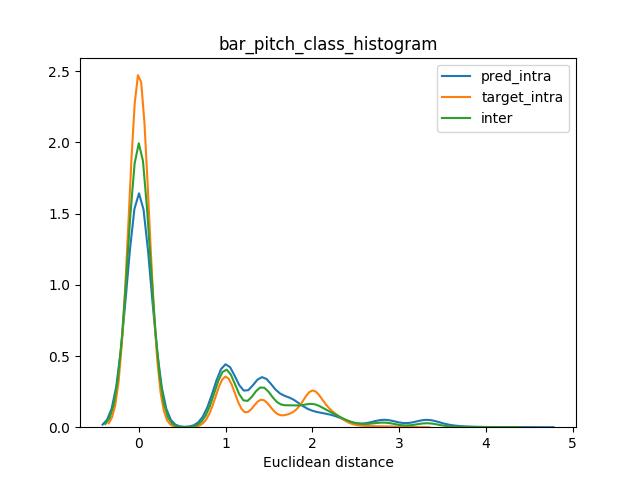 bar_pitch_class_histogram
pred_intra
target_intra
inter
2.5
2.0
1.5
1.0
0.5
0.0
0 1 2 3 4 5
Euclidean distance